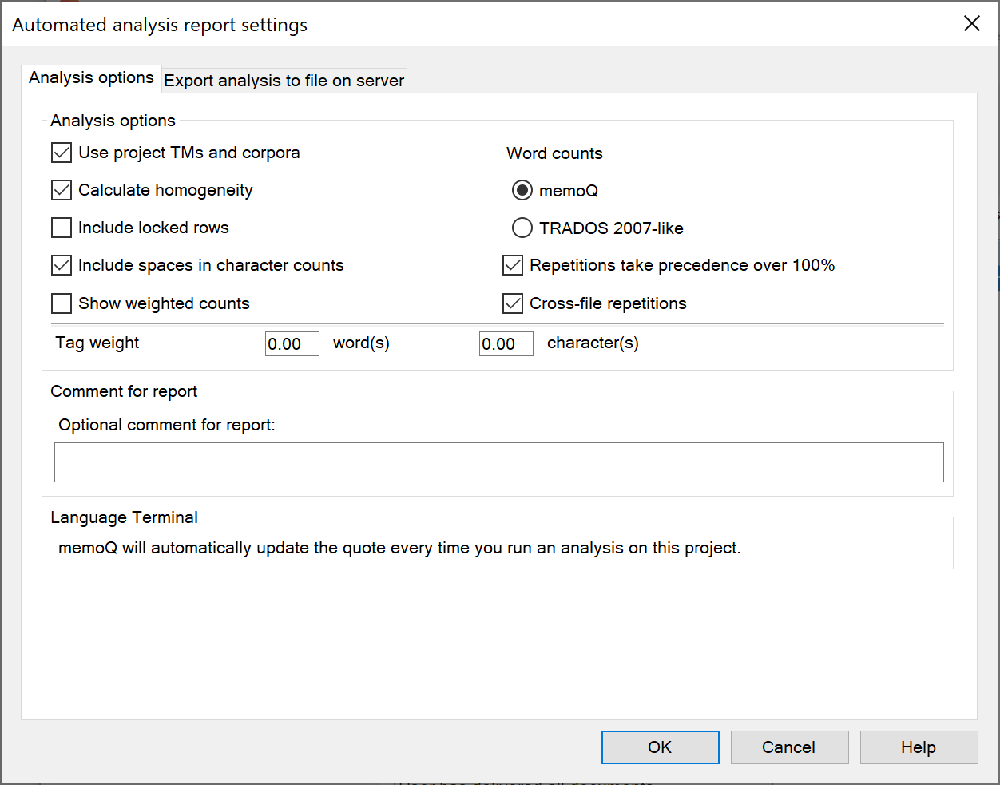 Automated analysis report settings
Analysis options
Export analysis to file on server
Analysis options
Use project TMs and corpora
Word counts
Calculate homogeneity
memoQ
Include locked rows
TRADOS 2007-like
Include spaces in character counts
Repetitions take precedence over 100%
Show weighted counts
Cross-file repetitions
Tag weight 0.00 word(s) 0.00 character(s)
Comment for report
Optional comment for report:
Language Terminal
memoQ will automatically update the quote every time you run an analysis on this project.
OK Cancel Help